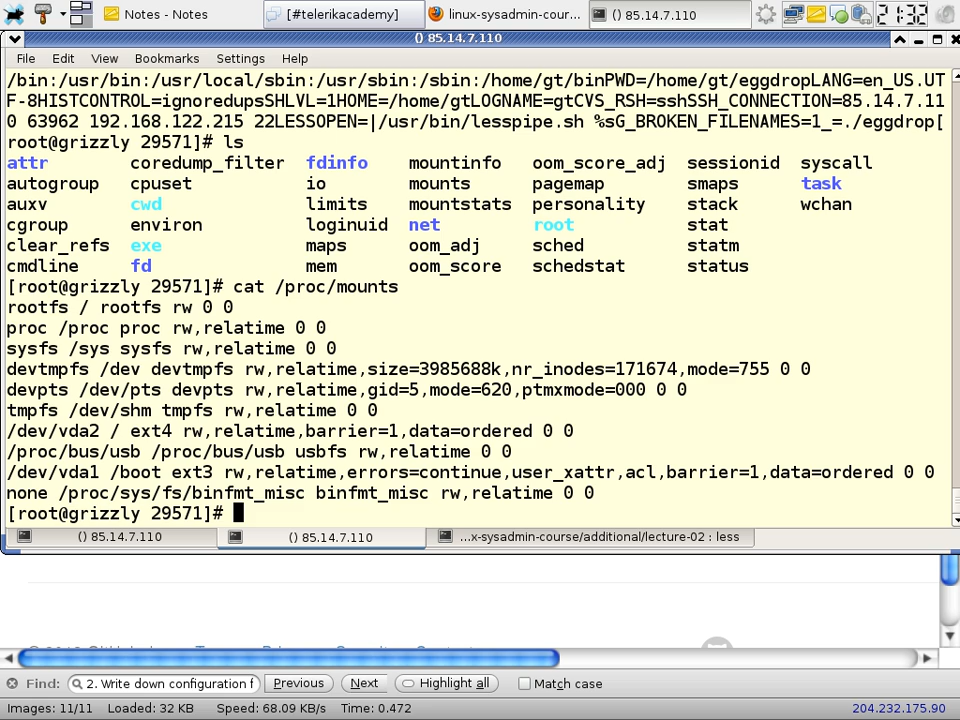 Notes - Notes
[#telerikacademy]
linux-sysadmin-cour...
() 85.14.7.110
21:32
() 85.14.7.110
File Edit View Bookmarks Settings Help
/bin:/usr/bin:/usr/local/sbin:/usr/sbin:/sbin:/home/gt/binPWD=/home/gt/eggdropLANG=en_US.UT
F-8HISTCONTROL=ignoredupsSHLVL=1HOME=/home/gtLOGNAME=gtCVS_RSH=sshSSH_CONNECTION=85.14.7.11
0 63962 192.168.122.215 22LESSOPEN=|/usr/bin/lesspipe.sh %sG_BROKEN_FILENAMES=1_=./eggdrop[
root@grizzly 29571]# ls
attr coredump_filter fdinfo mountinfo oom_score_adj sessionid syscall
autogroup cpuset io mounts pagemap smaps task
auxv cwd limits mountstats personality stack wchan
cgroup environ loginuid net root stat
clear_refs exe maps oom_adj sched statm
cmdline fd mem oom_score schedstat status
[root@grizzly 29571]# cat /proc/mounts
rootfs / rootfs rw 0 0
proc /proc proc rw,relatime 0 0
sysfs /sys sysfs rw,relatime 0 0
devtmpfs /dev devtmpfs rw,relatime,size=3985688k,nr_inodes=171674,mode=755 0 0
devpts /dev/pts devpts rw,relatime,gid=5,mode=620,ptmxmode=000 0 0
tmpfs /dev/shm tmpfs rw,relatime 0 0
/dev/vda2 / ext4 rw,relatime,barrier=1,data=ordered 0 0
/proc/bus/usb /proc/bus/usb usbfs rw,relatime 0 0
/dev/vda1 /boot ext3 rw,relatime,errors=continue,user_xattr,acl,barrier=1,data=ordered 0 0
none /proc/sys/fs/binfmt_misc binfmt_misc rw,relatime 0 0
[root@grizzly 29571]#
() 85.14.7.110
() 85.14.7.110
...x-sysadmin-course/additional/lecture-02 : less
Find: 2. Write down configuration f Previous Next Highlight all Match case
Images: 11/11 Loaded: 32 KB Speed: 68.09 KB/s Time: 0.472 204.232.175.90